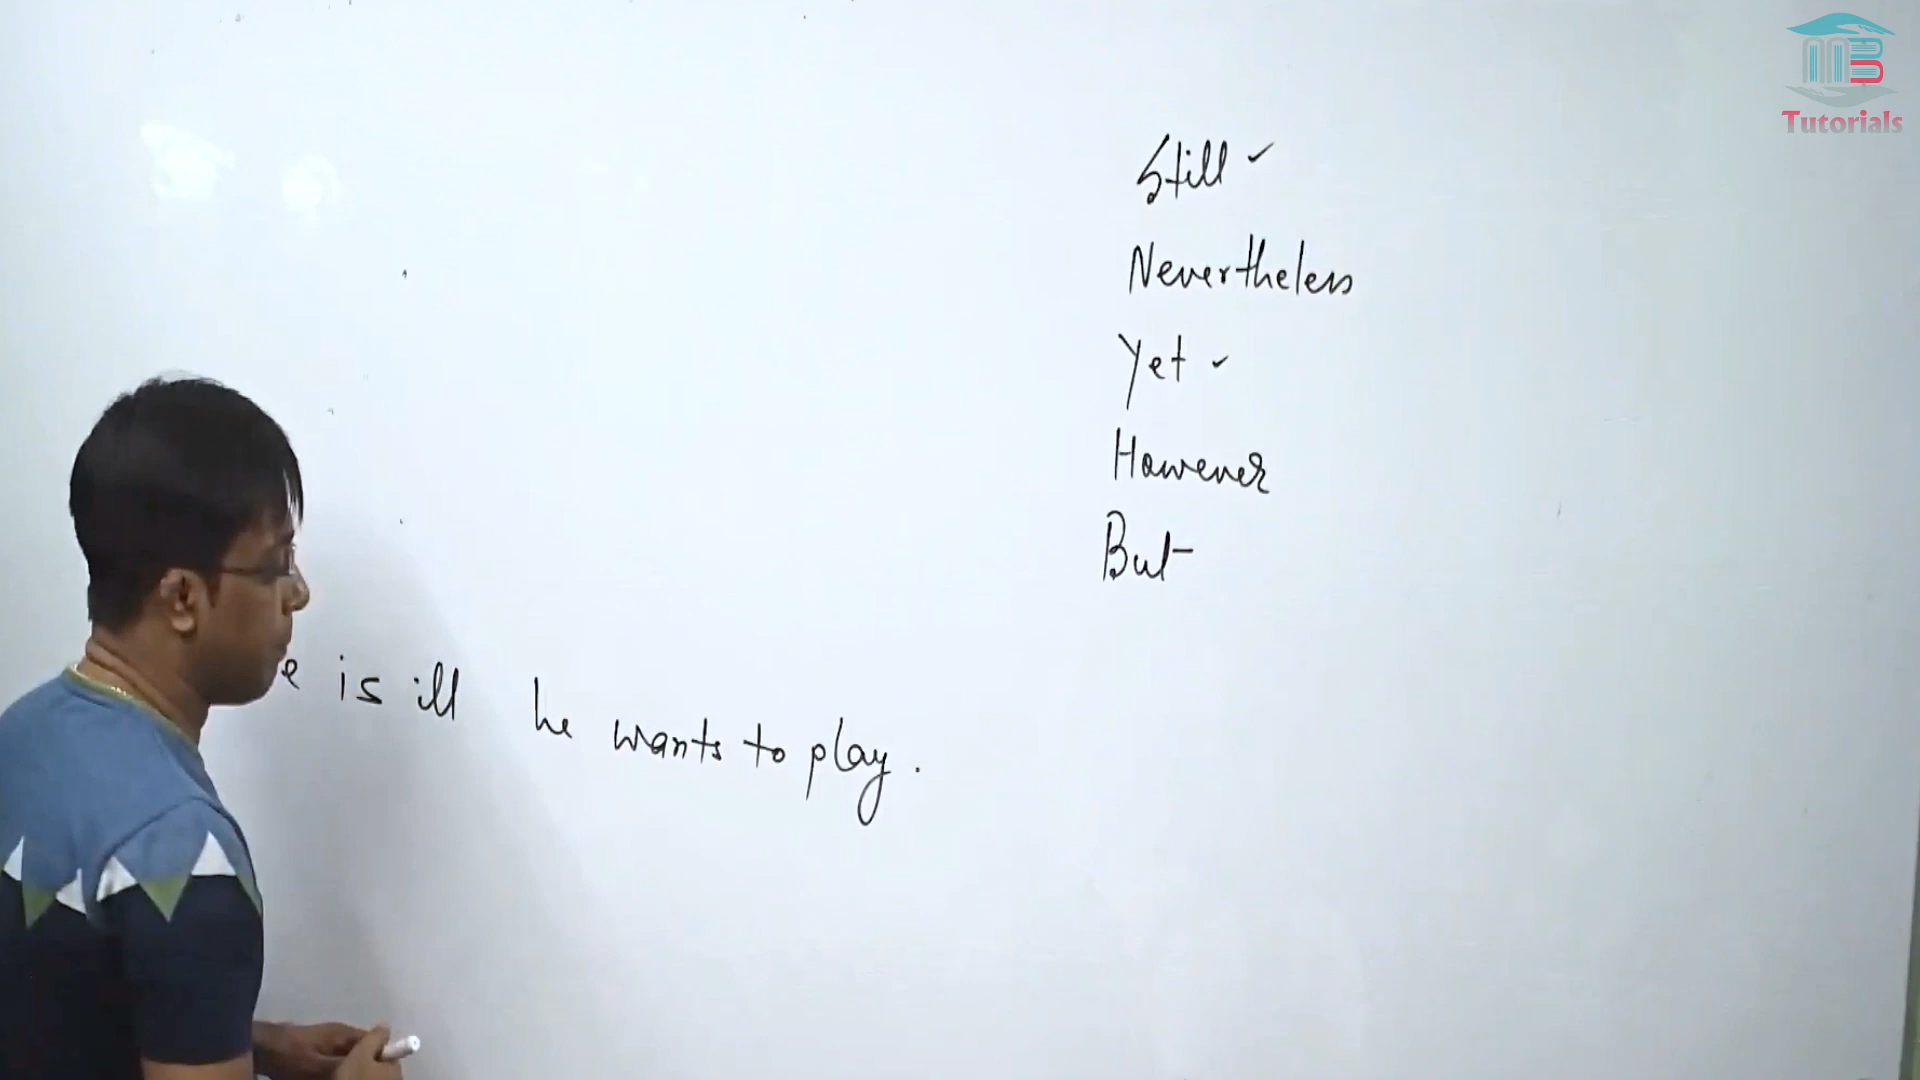 Tutorials
Still
Nevertheless
Yet
However
But
is ill he wants to play.